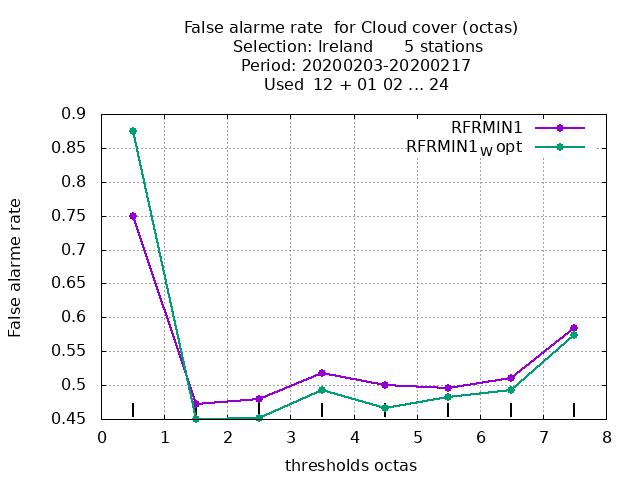 False alarme rate  for Cloud cover (octas)
Selection: Ireland      5 stations
Period: 20200203-20200217
Used  12 + 01 02 ... 24
RFRMIN1
RFRMIN1W opt
0.9
0.85
0.8
0.75
0.7
0.65
0.6
0.55
0.5
0.45
False alarme rate
0 1 2 3 4 5 6 7 8
thresholds octas